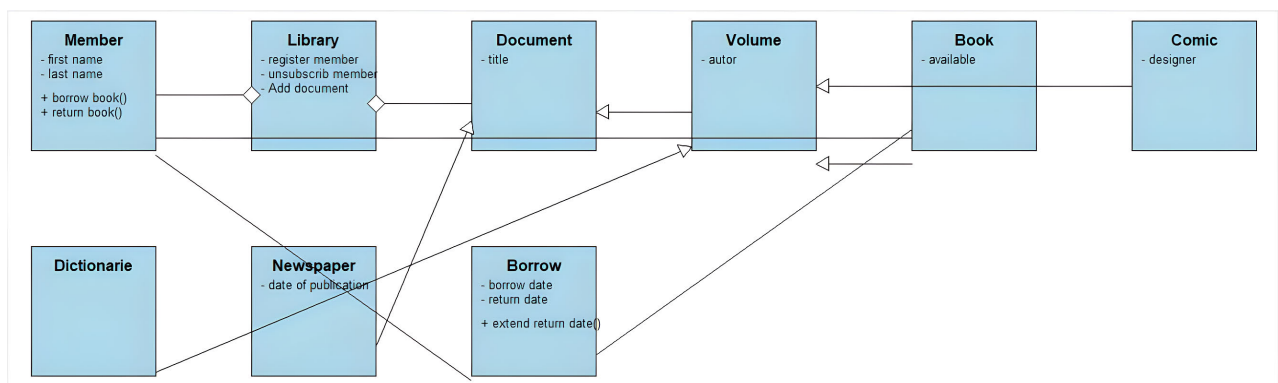 Member
- first name
- last name
+ borrow book()
+ return book()
Library
- register member
- unsubscrib member
- Add document
Document
- title
Volume
- autor
Book
- available
Comic
- designer
Dictionarie
Newspaper
- date of publication
Borrow
- borrow date
- return date
+ extend return date()